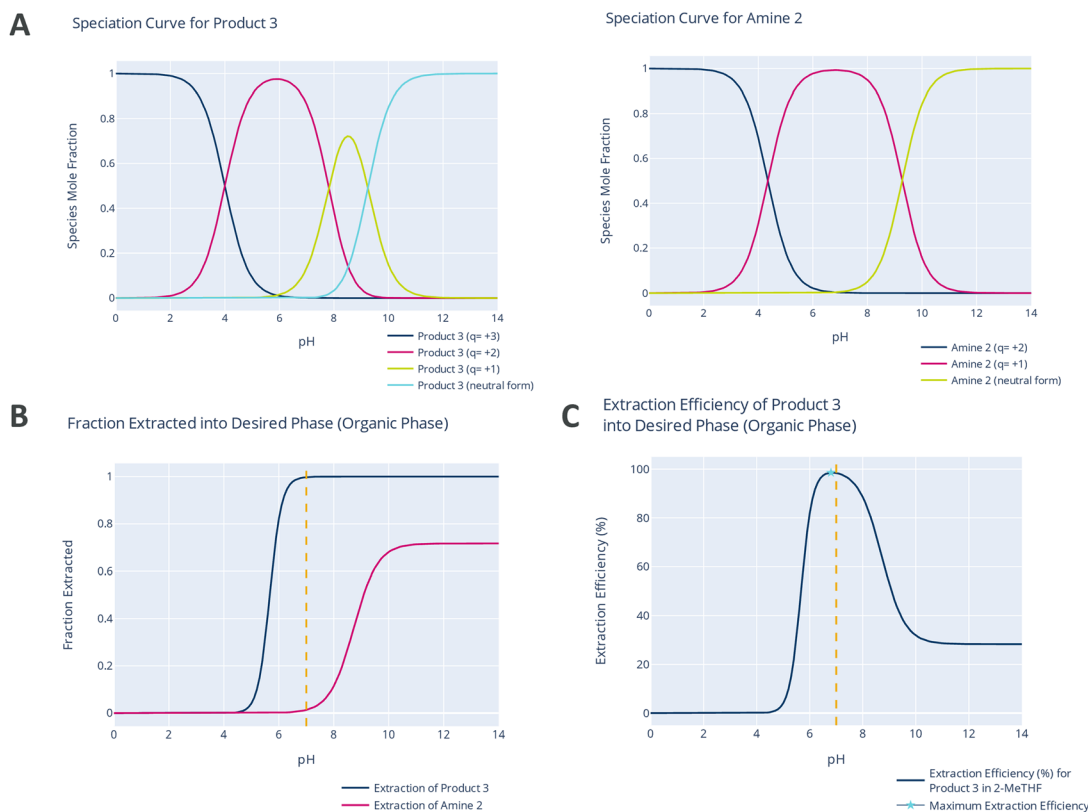 A
Speciation Curve for Product 3
Species Mole Fraction
1
0.8
0.6
0.4
0.2
0
0 2 4 6 8 10 12 14
pH
Product 3 (q= +3)
Product 3 (q= +2)
Product 3 (q= +1)
Product 3 (neutral form)
Speciation Curve for Amine 2
Species Mole Fraction
1
0.8
0.6
0.4
0.2
0
0 2 4 6 8 10 12 14
pH
Amine 2 (q= +2)
Amine 2 (q= +1)
Amine 2 (neutral form)
B
Fraction Extracted into Desired Phase (Organic Phase)
Fraction Extracted
1
0.8
0.6
0.4
0.2
0
0 2 4 6 8 10 12 14
pH
Extraction of Product 3
Extraction of Amine 2
C
Extraction Efficiency of Product 3
into Desired Phase (Organic Phase)
Extraction Efficiency (%)
100
80
60
40
20
0
0 2 4 6 8 10 12 14
pH
Extraction Efficiency (%) for
Product 3 in 2-MeTHF
Maximum Extraction Efficiency